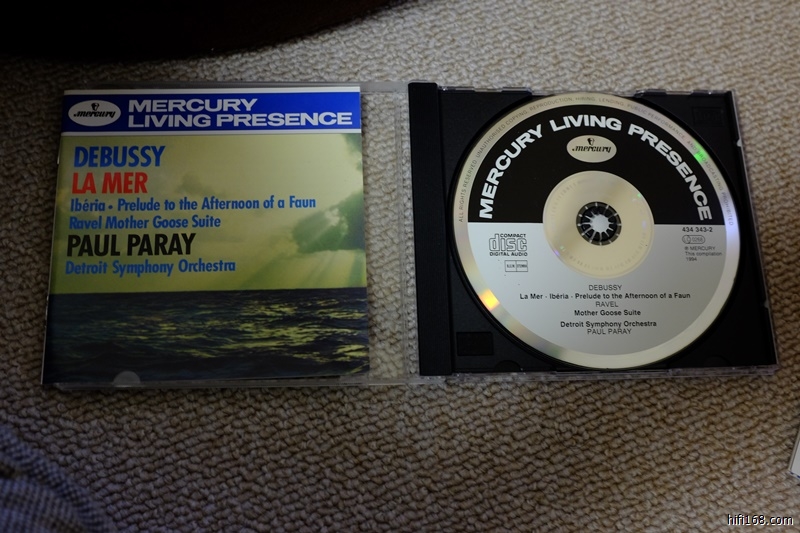 mercury
MERCURY
LIVING PRESENCE
DEBUSSY
LA MER
Ibéria • Prelude to the Afternoon of a Faun
Ravel Mother Goose Suite
PAUL PARAY
Detroit Symphony Orchestra
MERCURY LIVING PRESENCE
mercury
COMPACT
disc
DIGITAL AUDIO
434 343-2
℗ MERCURY
This compilation
1994
DEBUSSY
La Mer · Ibéria · Prelude to the Afternoon of a Faun
RAVEL
Mother Goose Suite
Detroit Symphony Orchestra
PAUL PARAY
hifi168.com